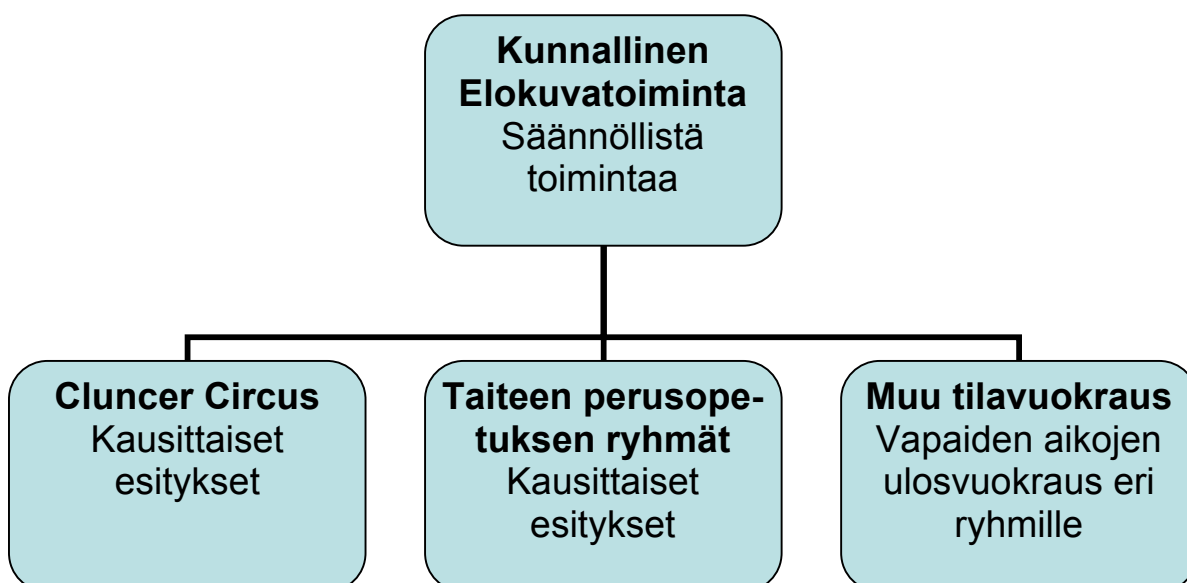 Kunnallinen
Elokuvatoiminta
Säännöllistä
toimintaa
Cluncer Circus
Kausittaiset
esitykset
Taiteen perusope-
tuksen ryhmät
Kausittaiset
esitykset
Muu tilavuokraus
Vapaiden aikojen
ulosvuokraus eri
ryhmille